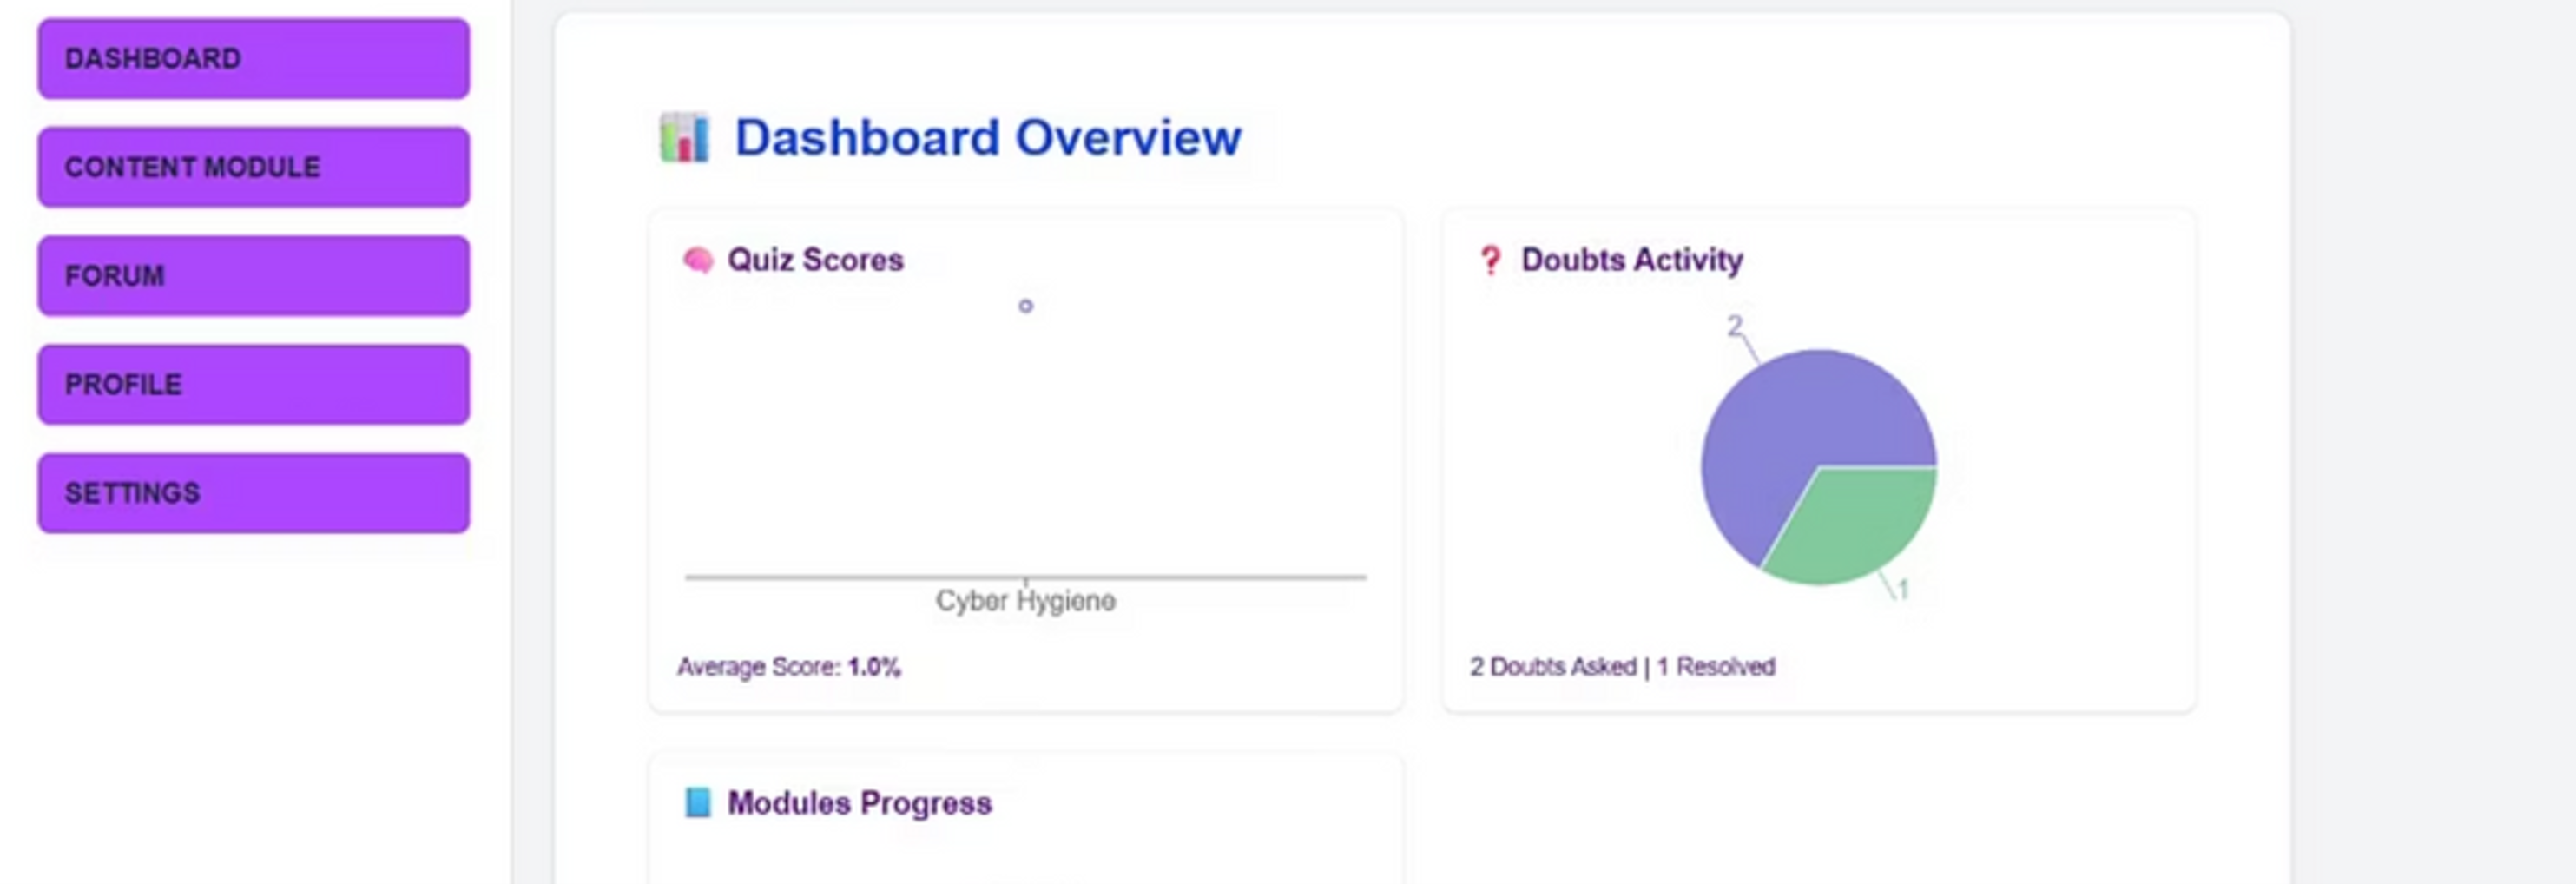 DASHBOARD
CONTENT MODULE
FORUM
PROFILE
SETTINGS
Dashboard Overview
Quiz Scores
Cyber Hygiene
Average Score: 1.0%
Doubts Activity
2
1
2 Doubts Asked | 1 Resolved
Modules Progress